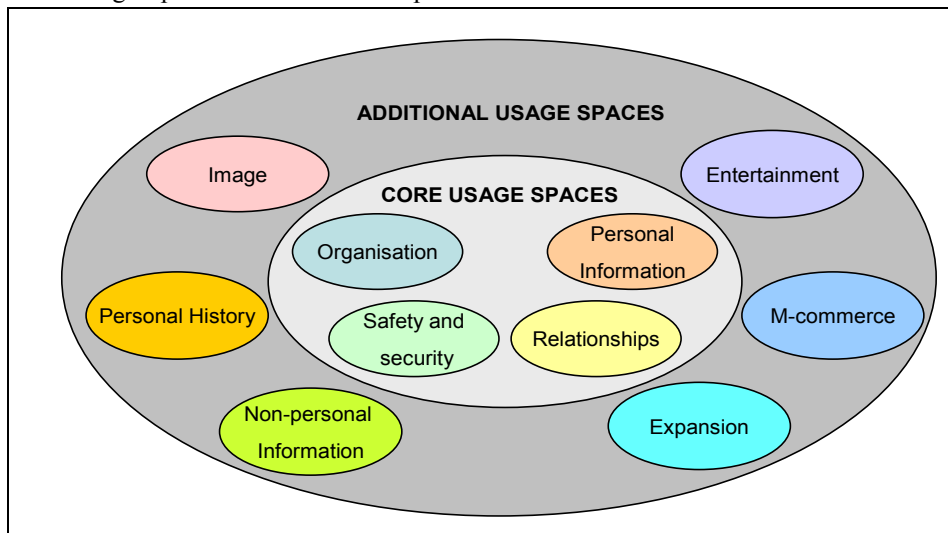 ADDITIONAL USAGE SPACES
Image
Entertainment
CORE USAGE SPACES
Organisation
Personal
Information
Personal History
Safety and
security
Relationships
M-commerce
Non-personal
Information
Expansion